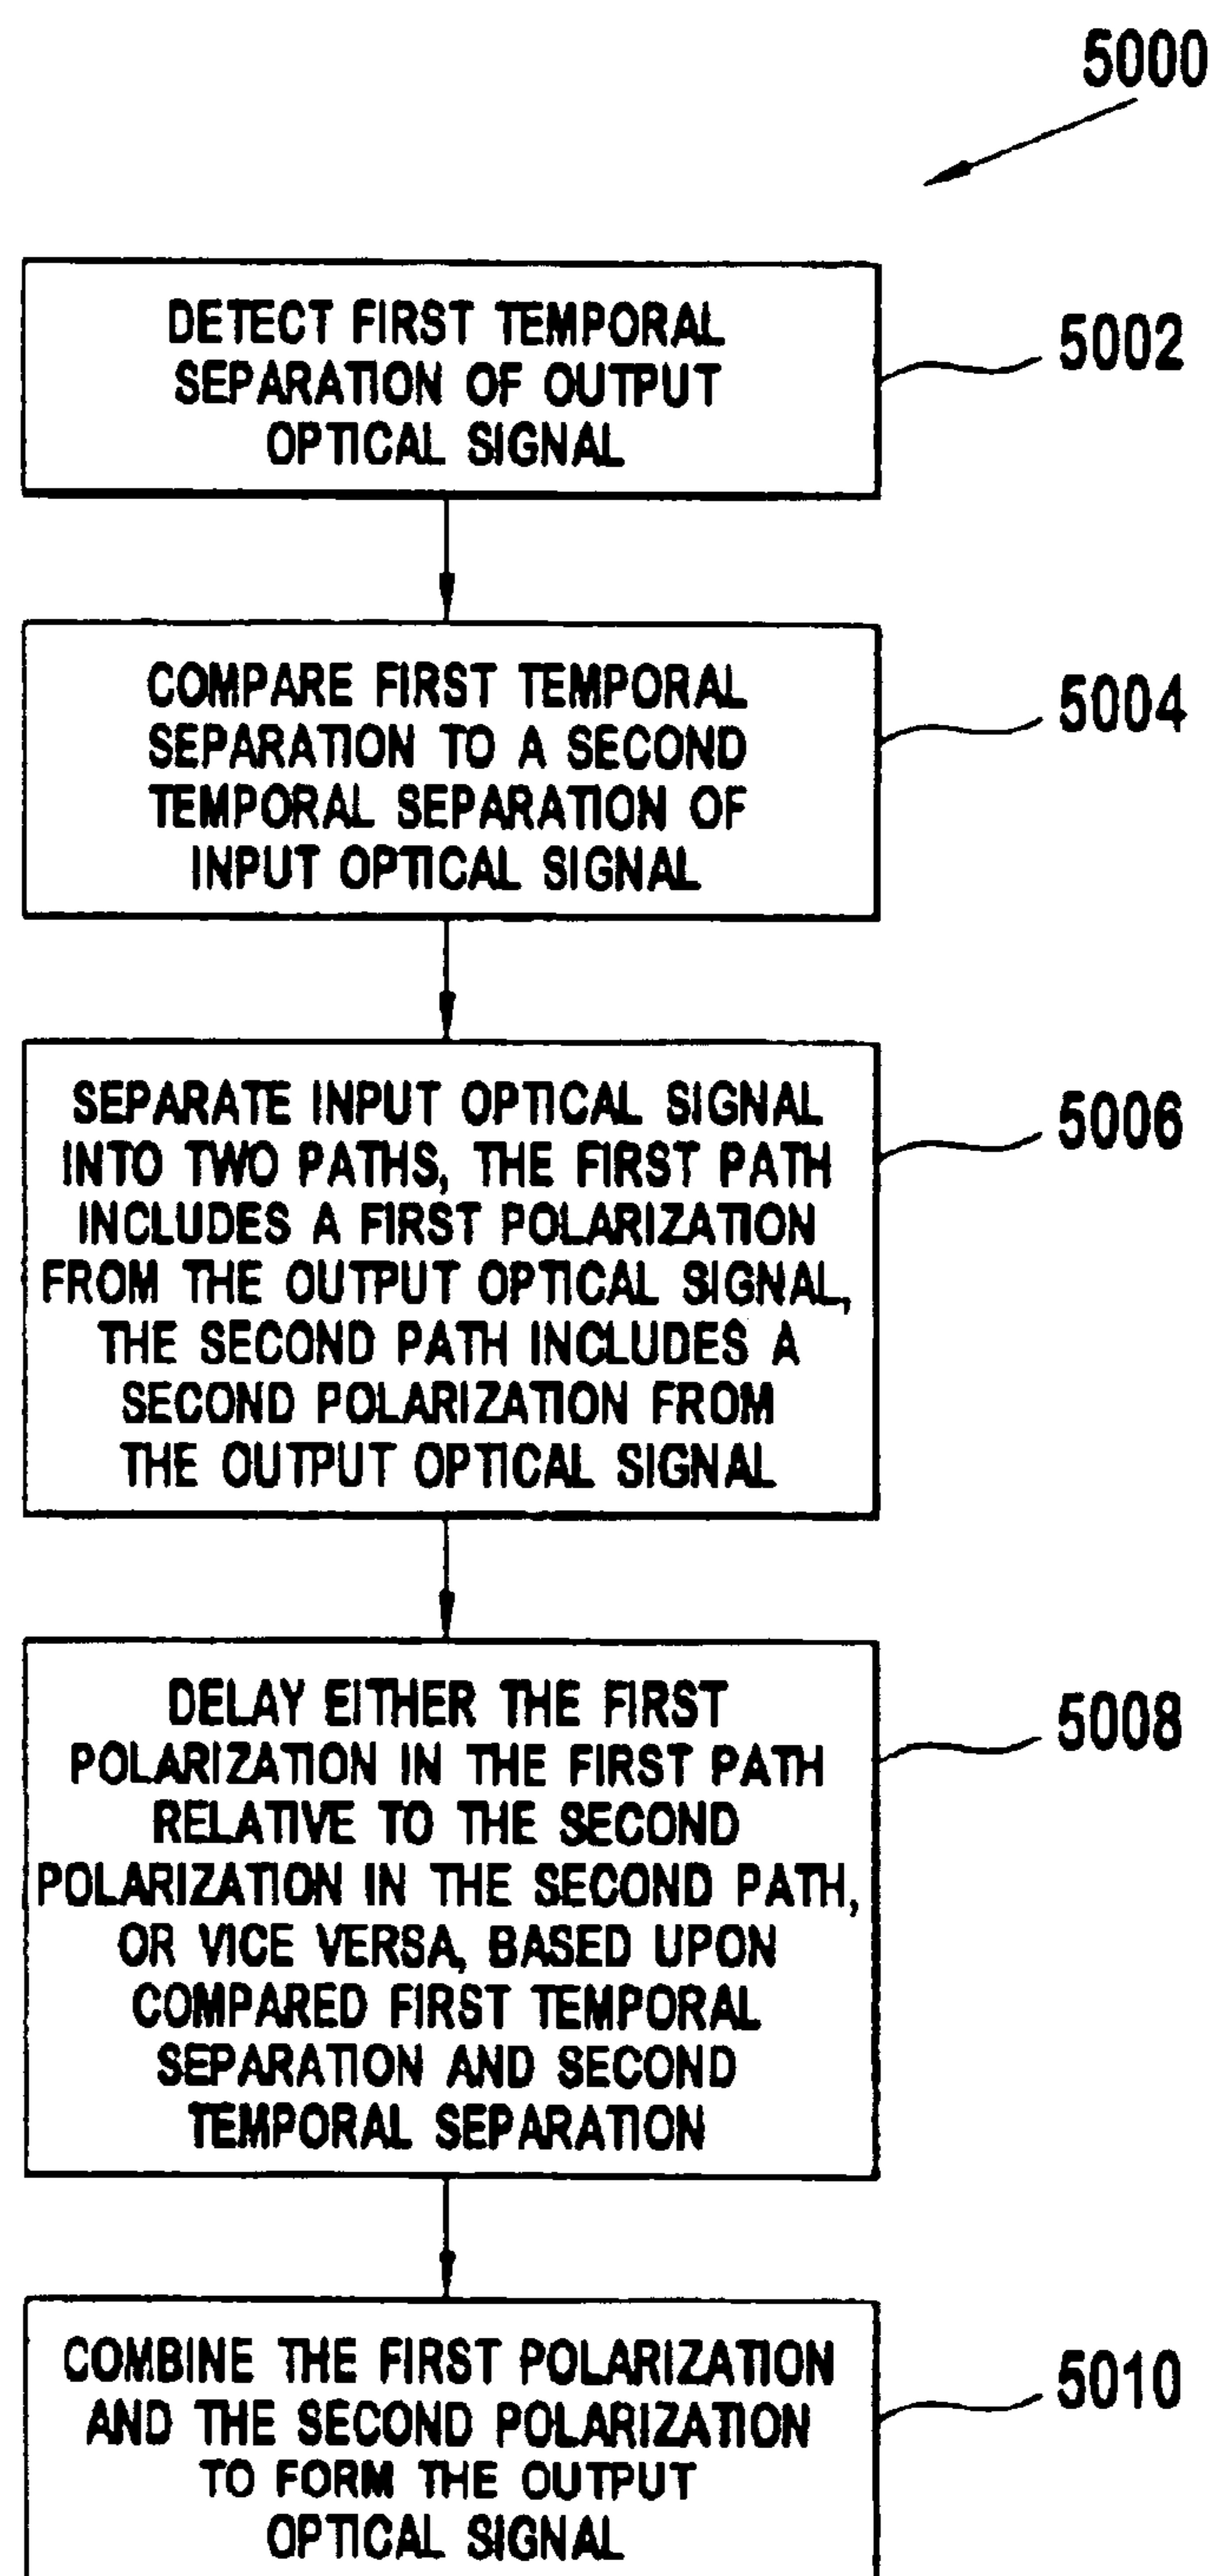 5000
DETECT FIRST TEMPORAL
SEPARATION OF OUTPUT
OPTICAL SIGNAL
5002
COMPARE FIRST TEMPORAL
SEPARATION TO A SECOND
TEMPORAL SEPARATION OF
INPUT OPTICAL SIGNAL
5004
SEPARATE INPUT OPTICAL SIGNAL
INTO TWO PATHS, THE FIRST PATH
INCLUDES A FIRST POLARIZATION
FROM THE OUTPUT OPTICAL SIGNAL,
THE SECOND PATH INCLUDES A
SECOND POLARIZATION FROM
THE OUTPUT OPTICAL SIGNAL
5006
DELAY EITHER THE FIRST
POLARIZATION IN THE FIRST PATH
RELATIVE TO THE SECOND
POLARIZATION IN THE SECOND PATH,
OR VICE VERSA, BASED UPON
COMPARED FIRST TEMPORAL
SEPARATION AND SECOND
TEMPORAL SEPARATION
5008
COMBINE THE FIRST POLARIZATION
AND THE SECOND POLARIZATION
TO FORM THE OUTPUT
OPTICAL SIGNAL
5010